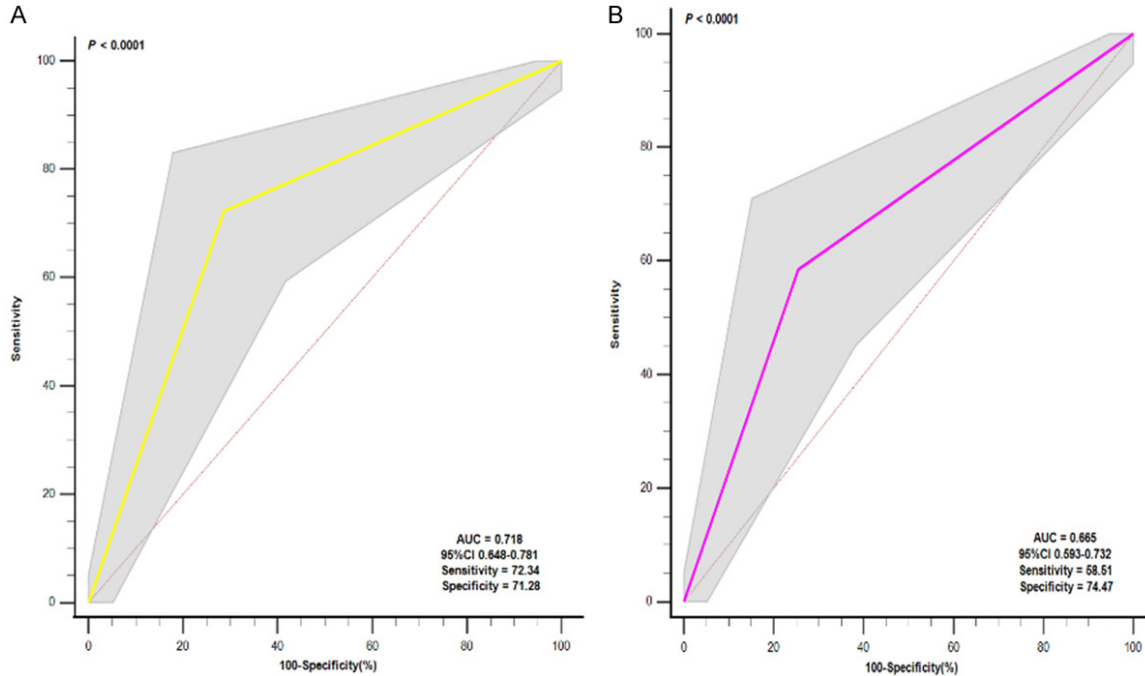 A
P < 0.0001
100
80
60
40
20
0
Sensitivity
0 20 40 60 80 100
100-Specificity(%)
AUC = 0.718
95%CI 0.648-0.781
Sensitivity = 72.34
Specificity = 71.28
B
P < 0.0001
100
80
60
40
20
0
Sensitivity
0 20 40 60 80 100
100-Specificity(%)
AUC = 0.665
95%CI 0.593-0.732
Sensitivity = 58.51
Specificity = 74.47